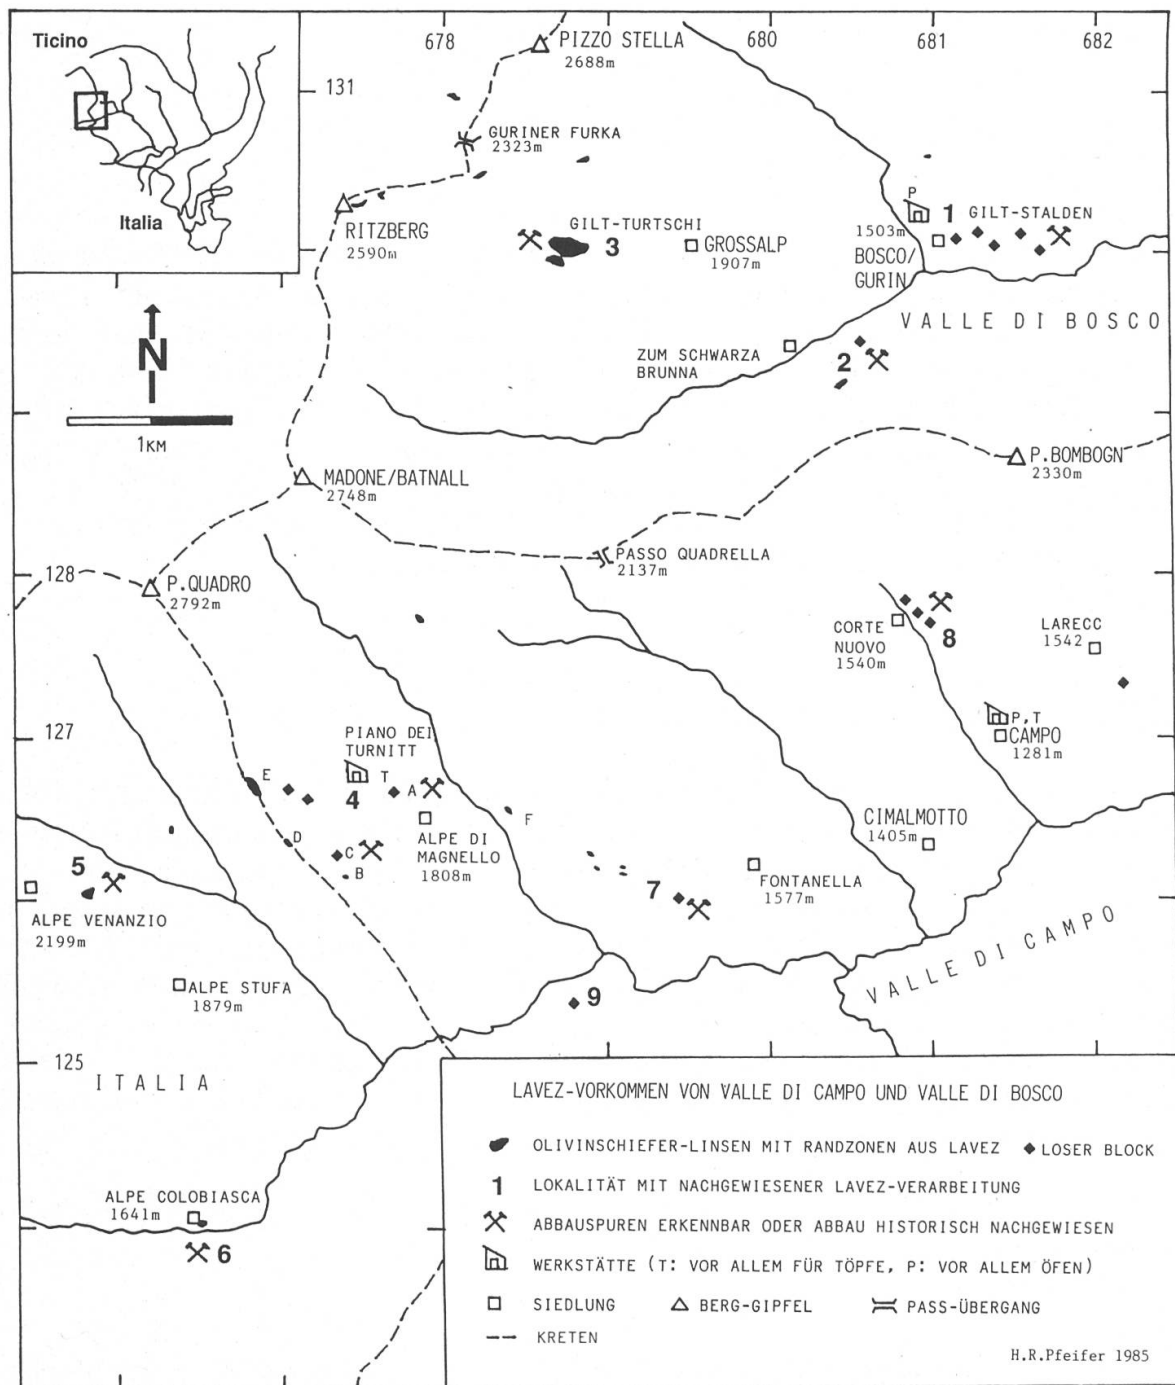 Ticino
Italia
678
680
681
682
131
PIZZO STELLA
2688m
GURINER FURKA
2323m
RITZBERG
2590m
GILT-TURTSCHI
3
GROSSALP
1907m
P
1
GILT-STALDEN
1503m
BOSCO/
GURIN
VALLE DI BOSCO
ZUM SCHWARZA
BRUNNA
2
N
1KM
MADONE/BATNALL
2748m
P.BOMBOGN
2330m
PASSO QUADRELLA
2137m
128
P.QUADRO
2792m
CORTE
NUOVO
1540m
8
LARECC
1542
P,T
CAMPO
1281m
127
PIANO DEI
TURNITT
E
4
T
A
F
D
C
B
ALPE DI
MAGNELLO
1808m
CIMALMOTTO
1405m
5
ALPE VENANZIO
2199m
7
FONTANELLA
1577m
VALLE DI CAMPO
ALPE STUFA
1879m
9
125
ITALIA
ALPE COLOBIASCA
1641m
6
LAVEZ-VORKOMMEN VON VALLE DI CAMPO UND VALLE DI BOSCO
OLIVINSCHIEFER-LINSEN MIT RANDZONEN AUS LAVEZ
LOSER BLOCK
1 LOKALITÄT MIT NACHGEWIESENER LAVEZ-VERARBEITUNG
ABBAUSPUREN ERKENNBAR ODER ABBAU HISTORISCH NACHGEWIESEN
WERKSTÄTTE (T: VOR ALLEM FÜR TÖPFE, P: VOR ALLEM ÖFEN)
SIEDLUNG
BERG-GIPFEL
PASS-ÜBERGANG
KRETEN
H.R.Pfeifer 1985